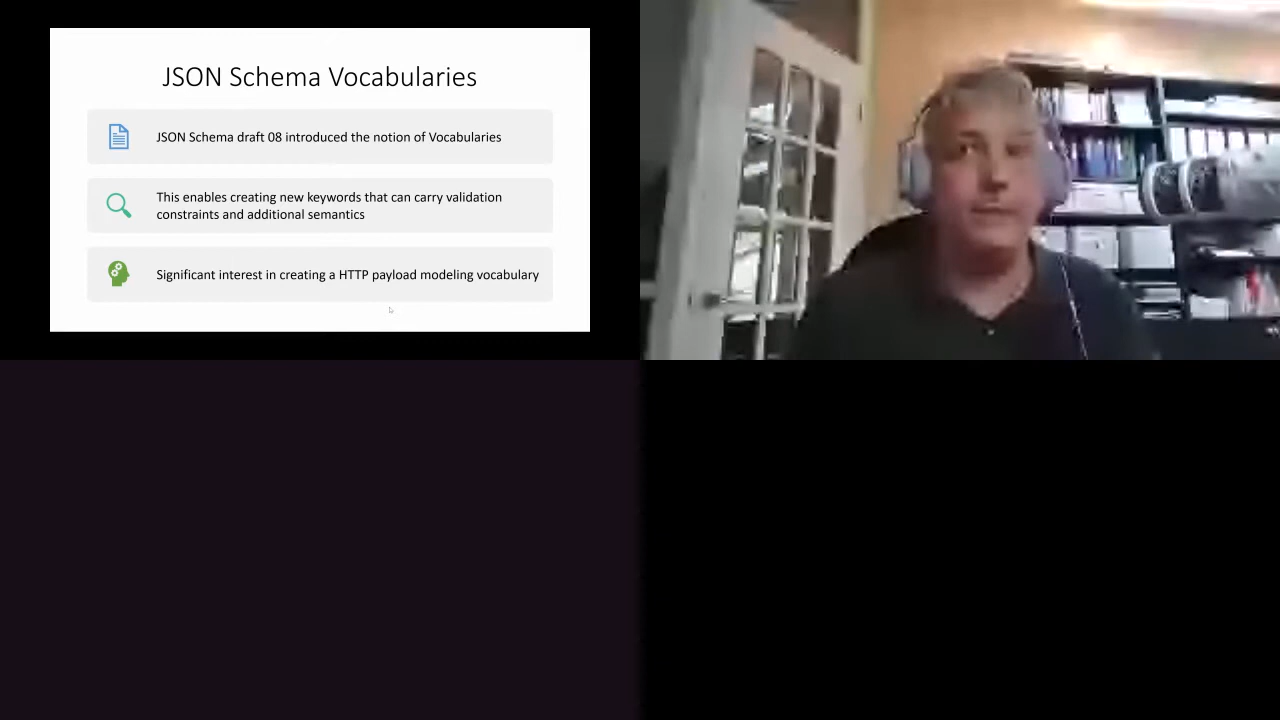 JSON Schema Vocabularies
JSON Schema draft 08 introduced the notion of Vocabularies
This enables creating new keywords that can carry validation
constraints and additional semantics
Significant interest in creating a HTTP payload modeling vocabulary